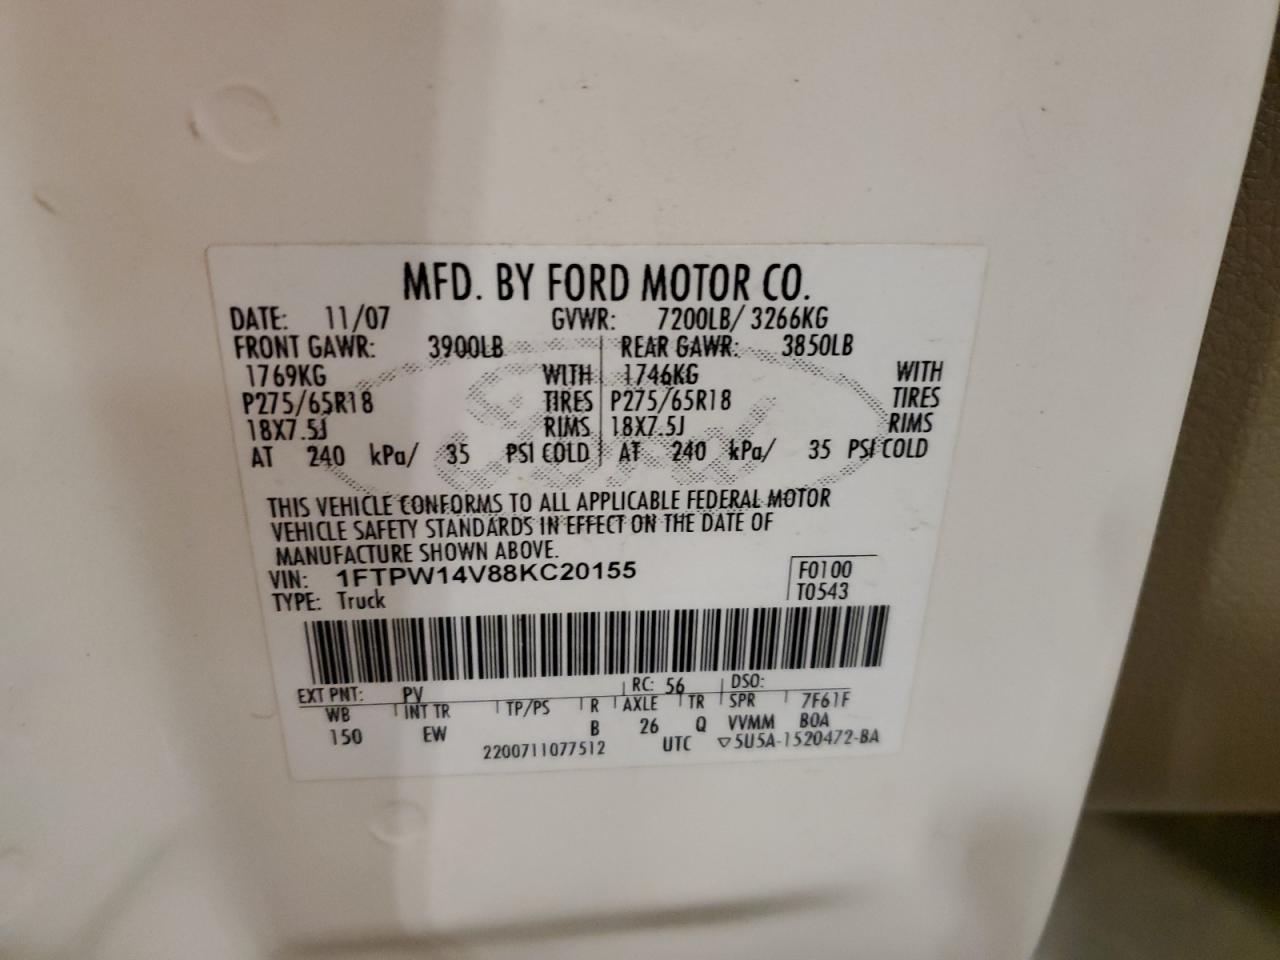 MFD. BY FORD MOTOR CO.
DATE: 11/07 GVWR: 7200LB/ 3266KG
FRONT GAWR: 3900LB REAR GAWR: 3850LB
1769KG WITH 1746KG WITH
P275/65R18 TIRES P275/65R18 TIRES
18X7.5J RIMS 18X7.5J RIMS
AT 240 kPa/ 35 PSI COLD AT 240 kPa/ 35 PSI COLD
THIS VEHICLE CONFORMS TO ALL APPLICABLE FEDERAL MOTOR
VEHICLE SAFETY STANDARDS IN EFFECT ON THE DATE OF
MANUFACTURE SHOWN ABOVE.
VIN: 1FTPW14V88KC20155 F0100
TYPE: Truck T0543
EXT PNT: PV RC: 56 DSO:
WB INT TR TP/PS R AXLE TR SPR 7F61F
150 EW B 26 Q VVMM BOA
2200711077512 UTC ▽5U5A-1520472-BA